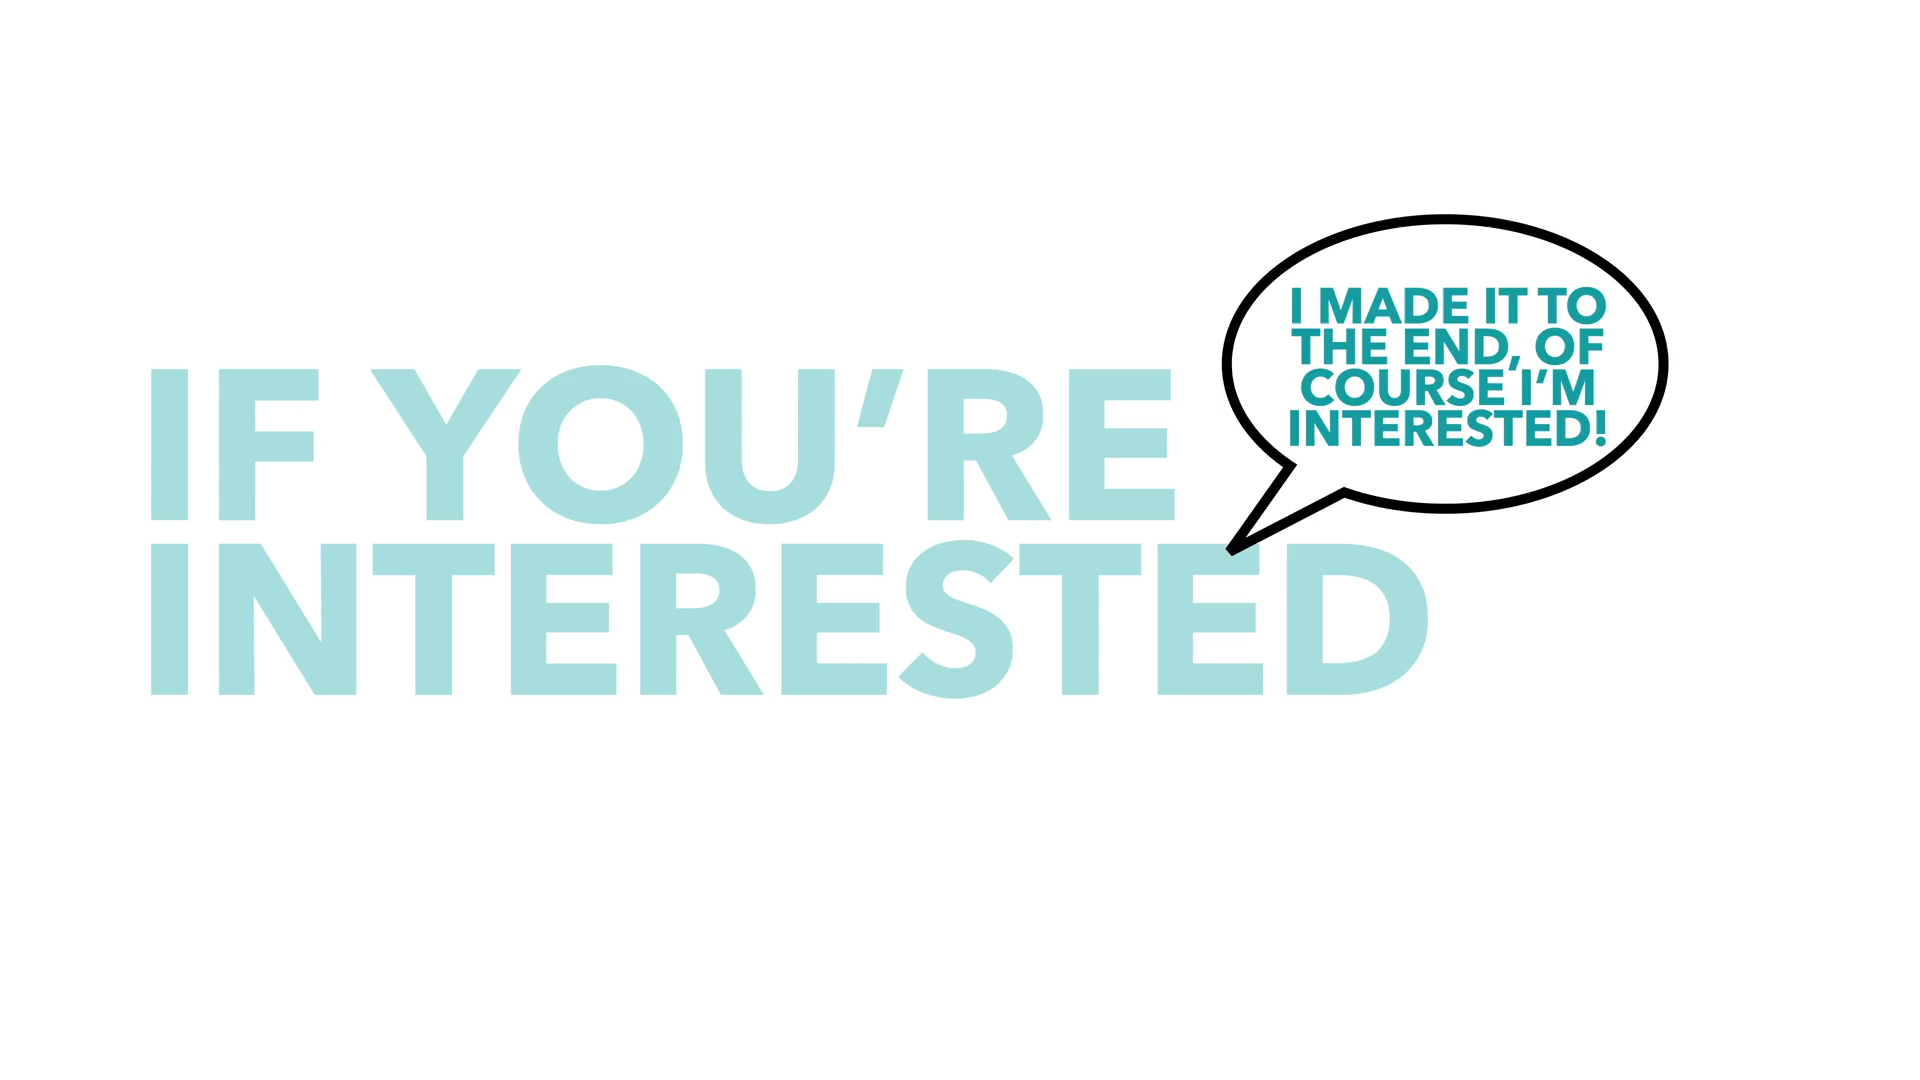 IF YOU’RE
INTERESTED
I MADE IT TO
THE END, OF
COURSE I’M
INTERESTED!